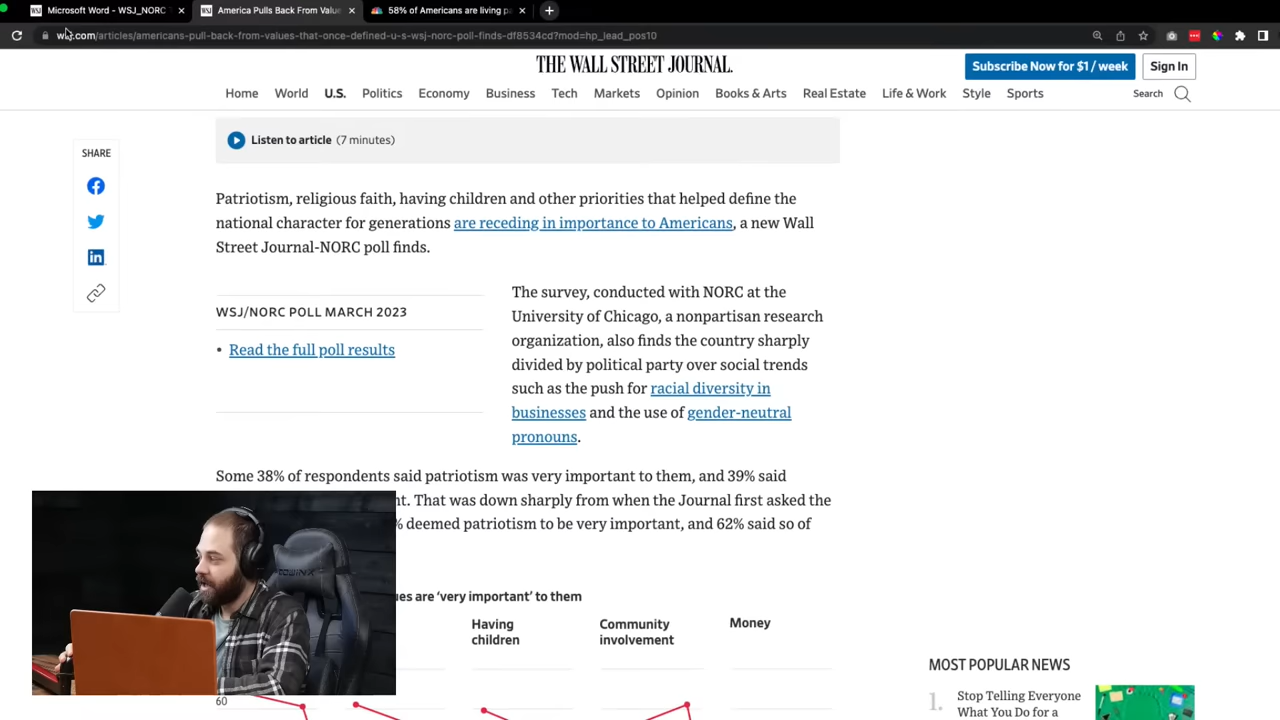 Microsoft Word - WSJ_NORC
America Pulls Back From Value
58% of Americans are living pa
wsj.com/articles/americans-pull-back-from-values-that-once-defined-u-s-wsj-norc-poll-finds-df8534cd?mod=hp_lead_pos10
THE WALL STREET JOURNAL.
Subscribe Now for $1 / week
Sign In
Home World U.S. Politics Economy Business Tech Markets Opinion Books & Arts Real Estate Life & Work Style Sports
Search
Listen to article (7 minutes)
SHARE
Patriotism, religious faith, having children and other priorities that helped define the
national character for generations are receding in importance to Americans, a new Wall
Street Journal-NORC poll finds.
WSJ/NORC POLL MARCH 2023
• Read the full poll results
The survey, conducted with NORC at the
University of Chicago, a nonpartisan research
organization, also finds the country sharply
divided by political party over social trends
such as the push for racial diversity in
businesses and the use of gender-neutral
pronouns.
Some 38% of respondents said patriotism was very important to them, and 39% said
nt. That was down sharply from when the Journal first asked the
% deemed patriotism to be very important, and 62% said so of
ues are ‘very important’ to them
Having
children
Community
involvement
Money
60
MOST POPULAR NEWS
1. Stop Telling Everyone
What You Do for a